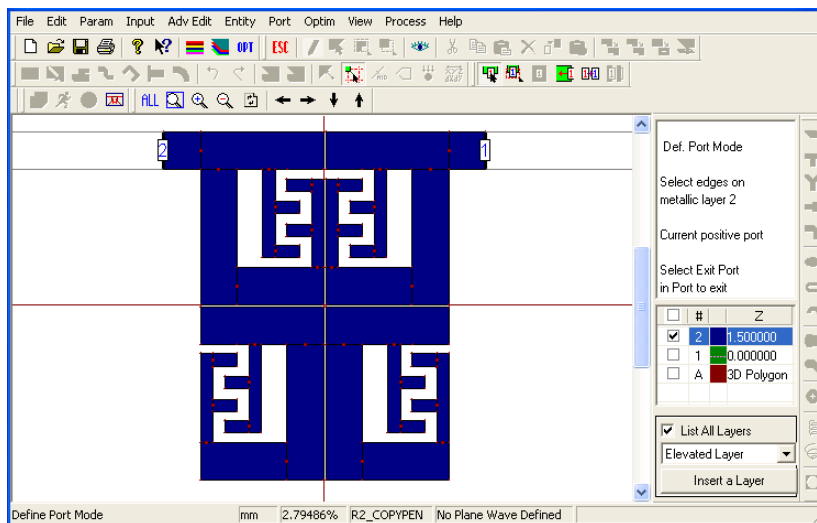 File Edit Param Input Adv Edit Entity Port Optim View Process Help
? ? OPT ESC
ALL
2 1
Def. Port Mode
Select edges on
metallic layer 2
Current positive port
Select Exit Port
in Port to exit
# Z
2 1.500000
1 0.000000
A 3D Polygon
List All Layers
Elevated Layer
Insert a Layer
Define Port Mode mm 2.79486% R2_COPYPEN No Plane Wave Defined